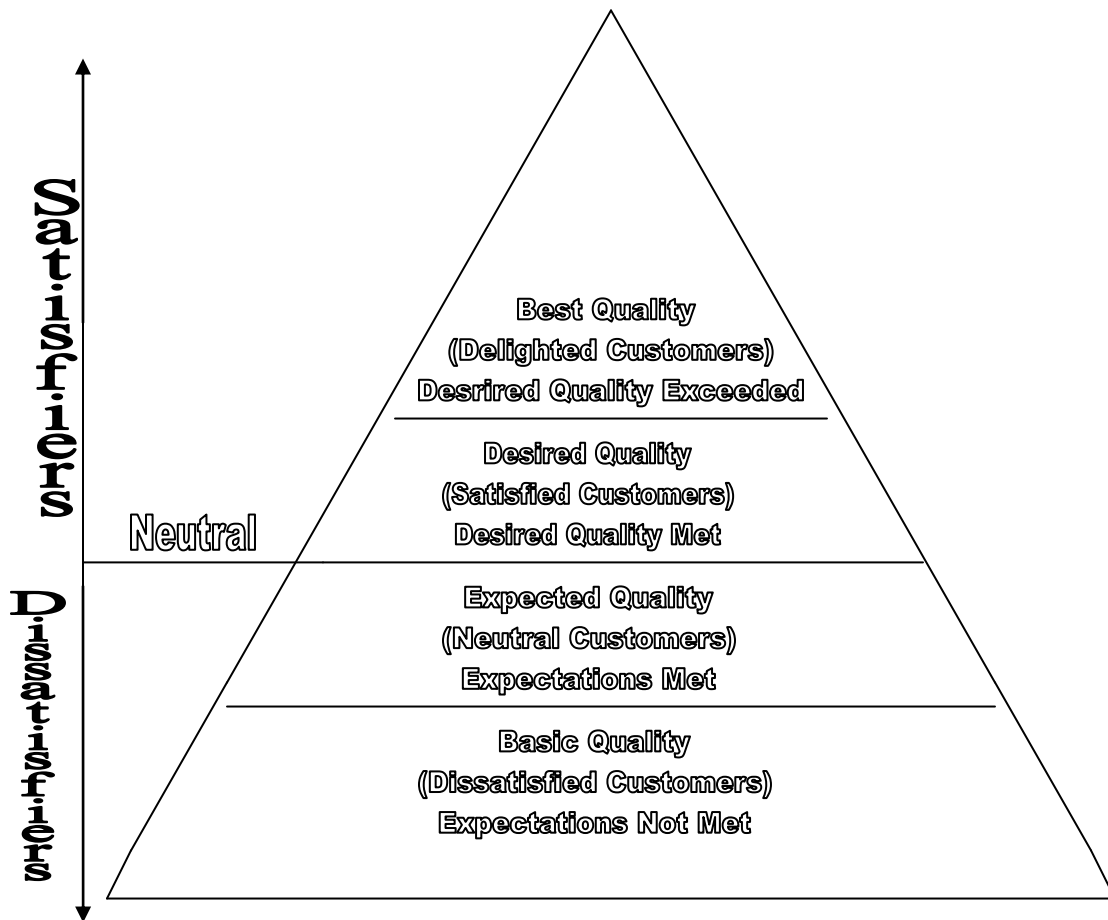 Satisfiers
Best Quality
(Delighted Customers)
Desrired Quality Exceeded
Desired Quality
(Satisfied Customers)
Desired Quality Met
Neutral
Dissatisfiers
Expected Quality
(Neutral Customers)
Expectations Met
Basic Quality
(Dissatisfied Customers)
Expectations Not Met